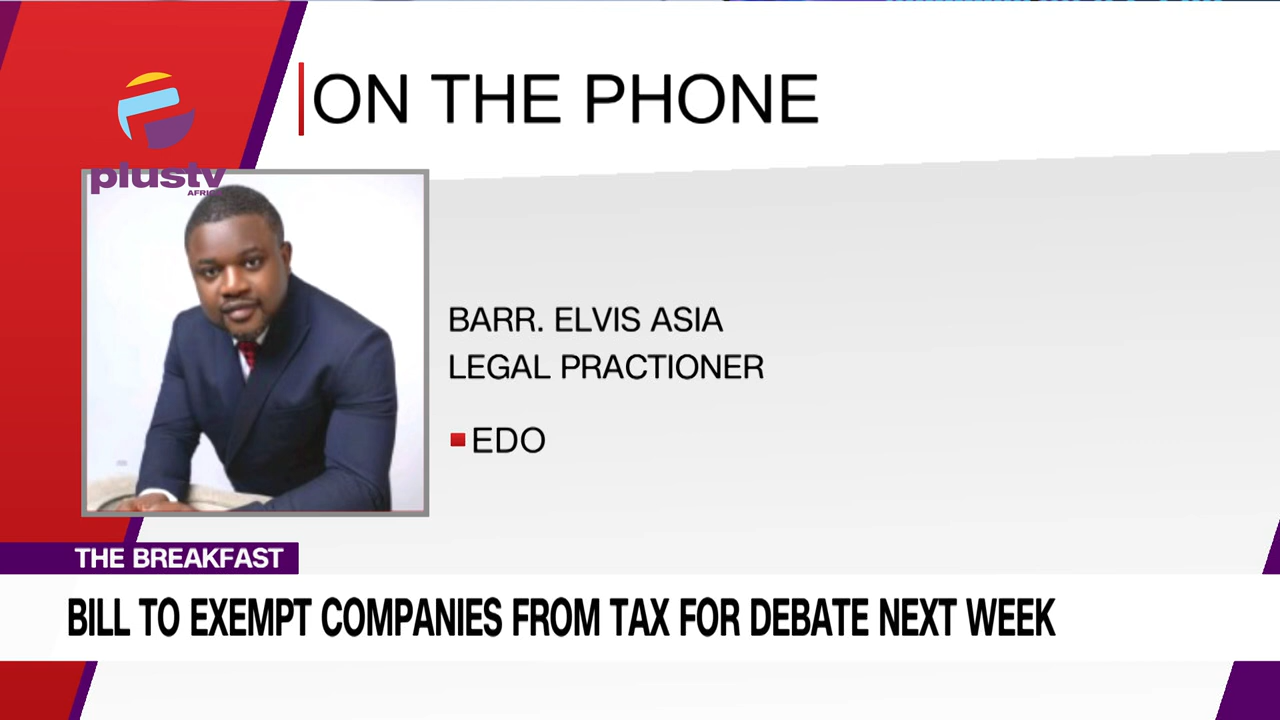 ON THE PHONE
plustv
AFRICA
BARR. ELVIS ASIA
LEGAL PRACTIONER
EDO
THE BREAKFAST
BILL TO EXEMPT COMPANIES FROM TAX FOR DEBATE NEXT WEEK